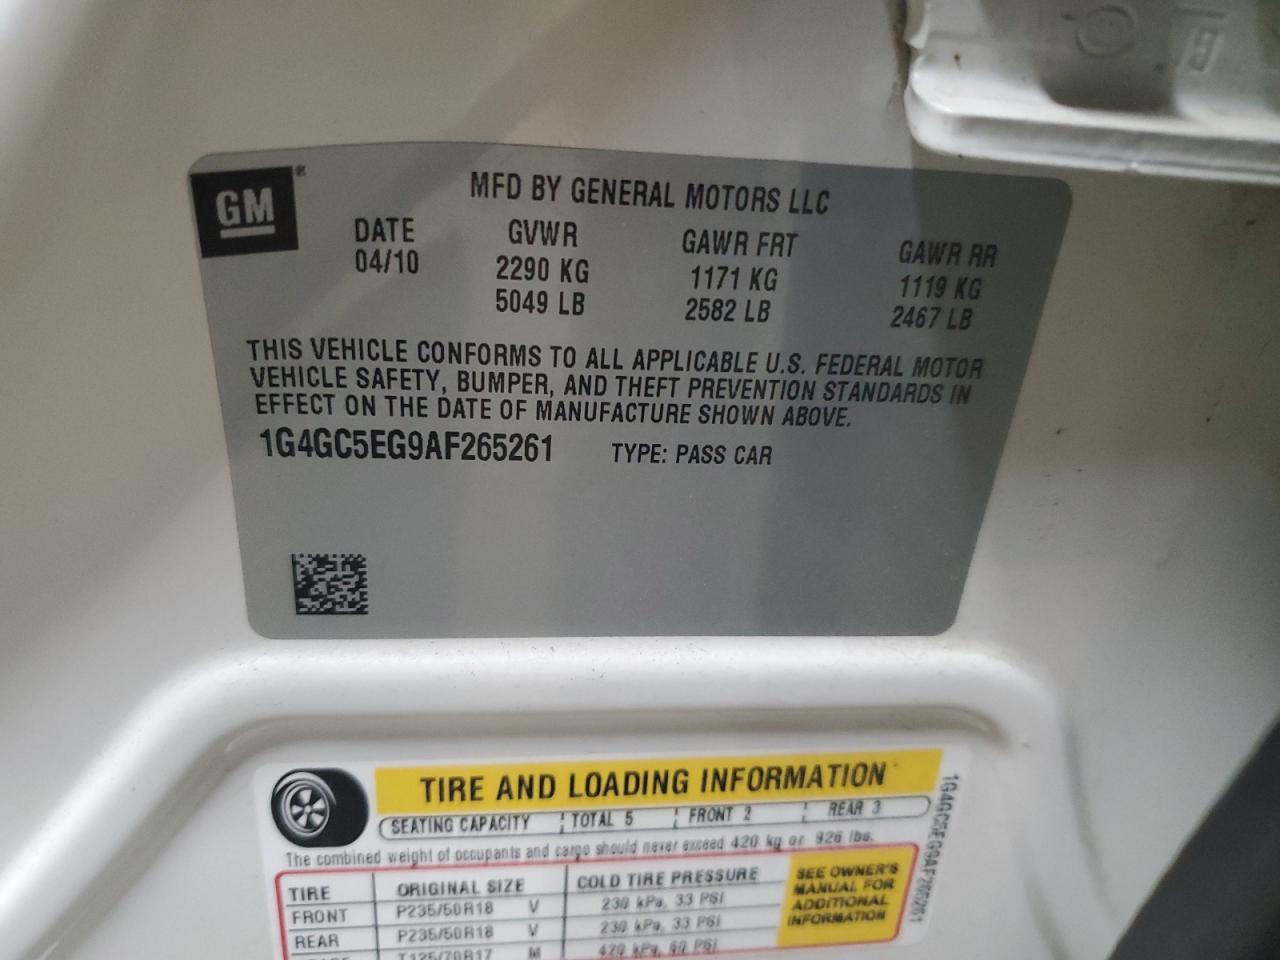 GM®
MFD BY GENERAL MOTORS LLC
DATE GVWR GAWR FRT GAWR RR
04/10 2290 KG 1171 KG 1119 KG
5049 LB 2582 LB 2467 LB
THIS VEHICLE CONFORMS TO ALL APPLICABLE U.S. FEDERAL MOTOR
VEHICLE SAFETY, BUMPER, AND THEFT PREVENTION STANDARDS IN
EFFECT ON THE DATE OF MANUFACTURE SHOWN ABOVE.
1G4GC5EG9AF265261 TYPE: PASS CAR
TIRE AND LOADING INFORMATION
SEATING CAPACITY TOTAL 5 FRONT 2 REAR 3
The combined weight of occupants and cargo should never exceed 420 kg or 926 lbs.
TIRE ORIGINAL SIZE COLD TIRE PRESSURE
FRONT P235/50R18 V 230 kPa, 33 PSI
REAR P235/50R18 V 230 kPa, 33 PSI
T125/70R17 M 420 kPa, 60 PSI
SEE OWNER'S
MANUAL FOR
ADDITIONAL
INFORMATION
1G4GC5EG9AF265261